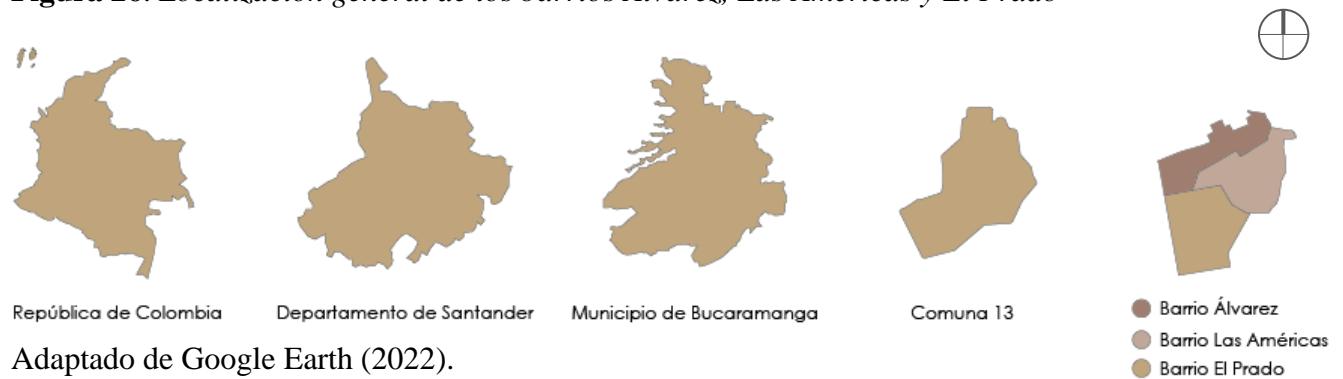 República de Colombia
Departamento de Santander
Municipio de Bucaramanga
Comuna 13
Barrio Álvarez
Barrio Las Américas
Barrio El Prado
Adaptado de Google Earth (2022).